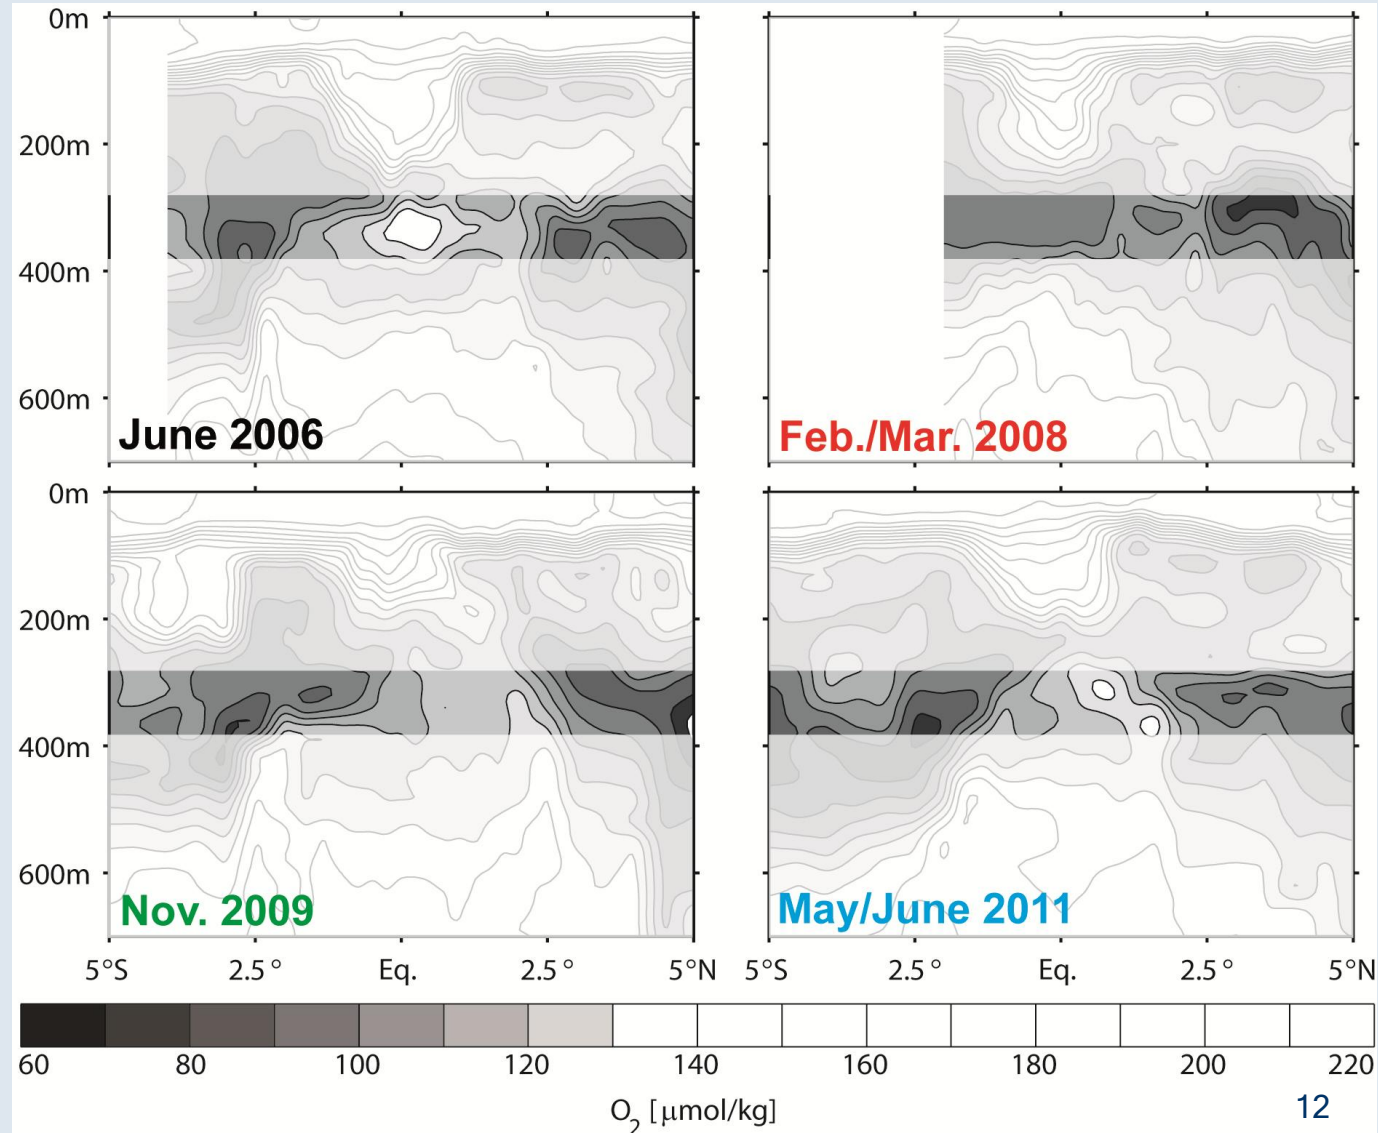 0m
200m
400m
600m
June 2006
Feb./Mar. 2008
0m
200m
400m
600m
Nov. 2009
May/June 2011
5°S 2.5° Eq. 2.5° 5°N 5°S 2.5° Eq. 2.5° 5°N
60 80 100 120 140 160 180 200 220
O₂ [µmol/kg]
12